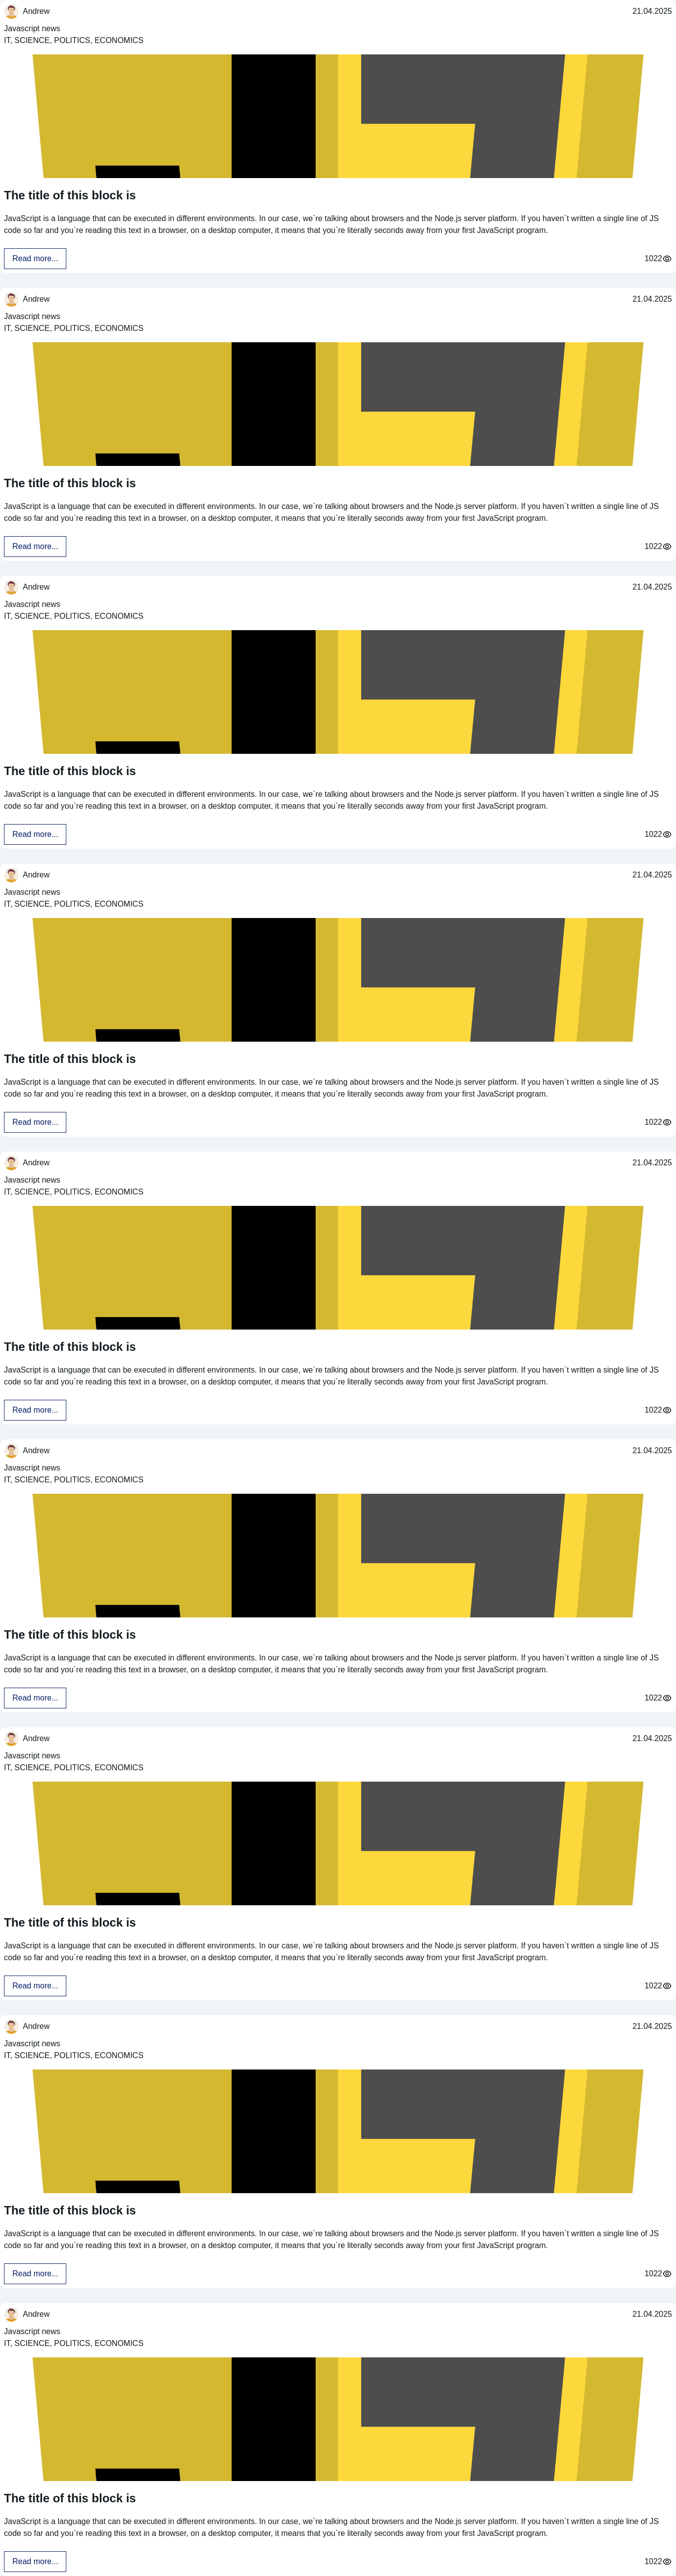 Andrew 21.04.2025
Javascript news
IT, SCIENCE, POLITICS, ECONOMICS
The title of this block is
JavaScript is a language that can be executed in different environments. In our case, we`re talking about browsers and the Node.js server platform. If you haven`t written a single line of JS
code so far and you`re reading this text in a browser, on a desktop computer, it means that you`re literally seconds away from your first JavaScript program.
Read more... 1022
Andrew 21.04.2025
Javascript news
IT, SCIENCE, POLITICS, ECONOMICS
The title of this block is
JavaScript is a language that can be executed in different environments. In our case, we`re talking about browsers and the Node.js server platform. If you haven`t written a single line of JS
code so far and you`re reading this text in a browser, on a desktop computer, it means that you`re literally seconds away from your first JavaScript program.
Read more... 1022
Andrew 21.04.2025
Javascript news
IT, SCIENCE, POLITICS, ECONOMICS
The title of this block is
JavaScript is a language that can be executed in different environments. In our case, we`re talking about browsers and the Node.js server platform. If you haven`t written a single line of JS
code so far and you`re reading this text in a browser, on a desktop computer, it means that you`re literally seconds away from your first JavaScript program.
Read more... 1022
Andrew 21.04.2025
Javascript news
IT, SCIENCE, POLITICS, ECONOMICS
The title of this block is
JavaScript is a language that can be executed in different environments. In our case, we`re talking about browsers and the Node.js server platform. If you haven`t written a single line of JS
code so far and you`re reading this text in a browser, on a desktop computer, it means that you`re literally seconds away from your first JavaScript program.
Read more... 1022
Andrew 21.04.2025
Javascript news
IT, SCIENCE, POLITICS, ECONOMICS
The title of this block is
JavaScript is a language that can be executed in different environments. In our case, we`re talking about browsers and the Node.js server platform. If you haven`t written a single line of JS
code so far and you`re reading this text in a browser, on a desktop computer, it means that you`re literally seconds away from your first JavaScript program.
Read more... 1022
Andrew 21.04.2025
Javascript news
IT, SCIENCE, POLITICS, ECONOMICS
The title of this block is
JavaScript is a language that can be executed in different environments. In our case, we`re talking about browsers and the Node.js server platform. If you haven`t written a single line of JS
code so far and you`re reading this text in a browser, on a desktop computer, it means that you`re literally seconds away from your first JavaScript program.
Read more... 1022
Andrew 21.04.2025
Javascript news
IT, SCIENCE, POLITICS, ECONOMICS
The title of this block is
JavaScript is a language that can be executed in different environments. In our case, we`re talking about browsers and the Node.js server platform. If you haven`t written a single line of JS
code so far and you`re reading this text in a browser, on a desktop computer, it means that you`re literally seconds away from your first JavaScript program.
Read more... 1022
Andrew 21.04.2025
Javascript news
IT, SCIENCE, POLITICS, ECONOMICS
The title of this block is
JavaScript is a language that can be executed in different environments. In our case, we`re talking about browsers and the Node.js server platform. If you haven`t written a single line of JS
code so far and you`re reading this text in a browser, on a desktop computer, it means that you`re literally seconds away from your first JavaScript program.
Read more... 1022
Andrew 21.04.2025
Javascript news
IT, SCIENCE, POLITICS, ECONOMICS
The title of this block is
JavaScript is a language that can be executed in different environments. In our case, we`re talking about browsers and the Node.js server platform. If you haven`t written a single line of JS
code so far and you`re reading this text in a browser, on a desktop computer, it means that you`re literally seconds away from your first JavaScript program.
Read more... 1022